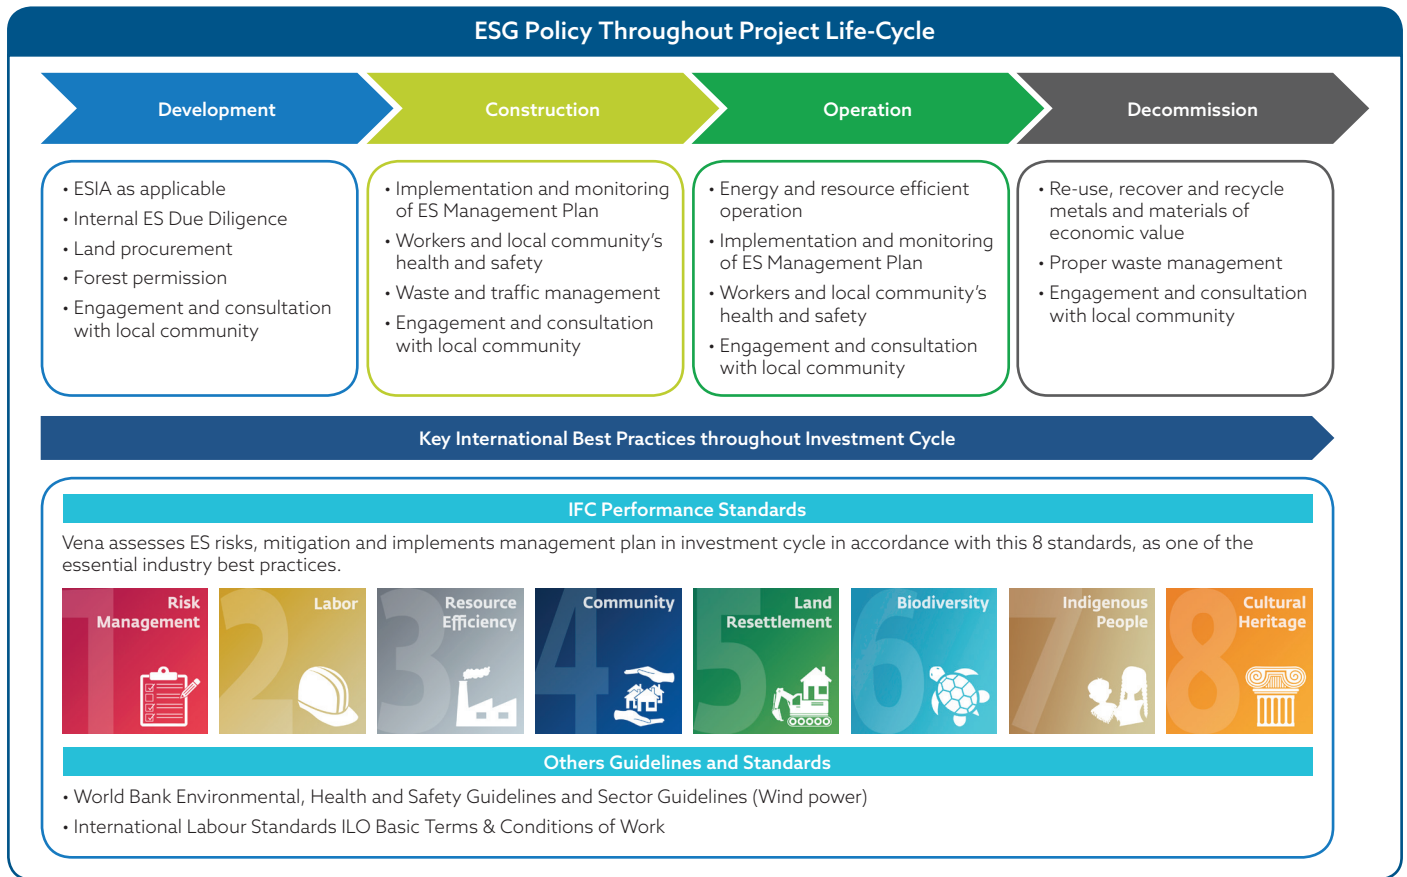 ESG Policy Throughout Project Life-Cycle
Development
Construction
Operation
Decommission
• ESIA as applicable
• Internal ES Due Diligence
• Land procurement
• Forest permission
• Engagement and consultation
with local community
• Implementation and monitoring
of ES Management Plan
• Workers and local community's
health and safety
• Waste and traffic management
• Engagement and consultation
with local community
• Energy and resource efficient
operation
• Implementation and monitoring
of ES Management Plan
• Workers and local community's
health and safety
• Engagement and consultation
with local community
• Re-use, recover and recycle
metals and materials of
economic value
• Proper waste management
• Engagement and consultation
with local community
Key International Best Practices throughout Investment Cycle
IFC Performance Standards
Vena assesses ES risks, mitigation and implements management plan in investment cycle in accordance with this 8 standards, as one of the
essential industry best practices.
1
Risk
Management
2
Labor
3
Resource
Efficiency
4
Community
5
Land
Resettlement
6
Biodiversity
7
Indigenous
People
8
Cultural
Heritage
Others Guidelines and Standards
• World Bank Environmental, Health and Safety Guidelines and Sector Guidelines (Wind power)
• International Labour Standards ILO Basic Terms & Conditions of Work